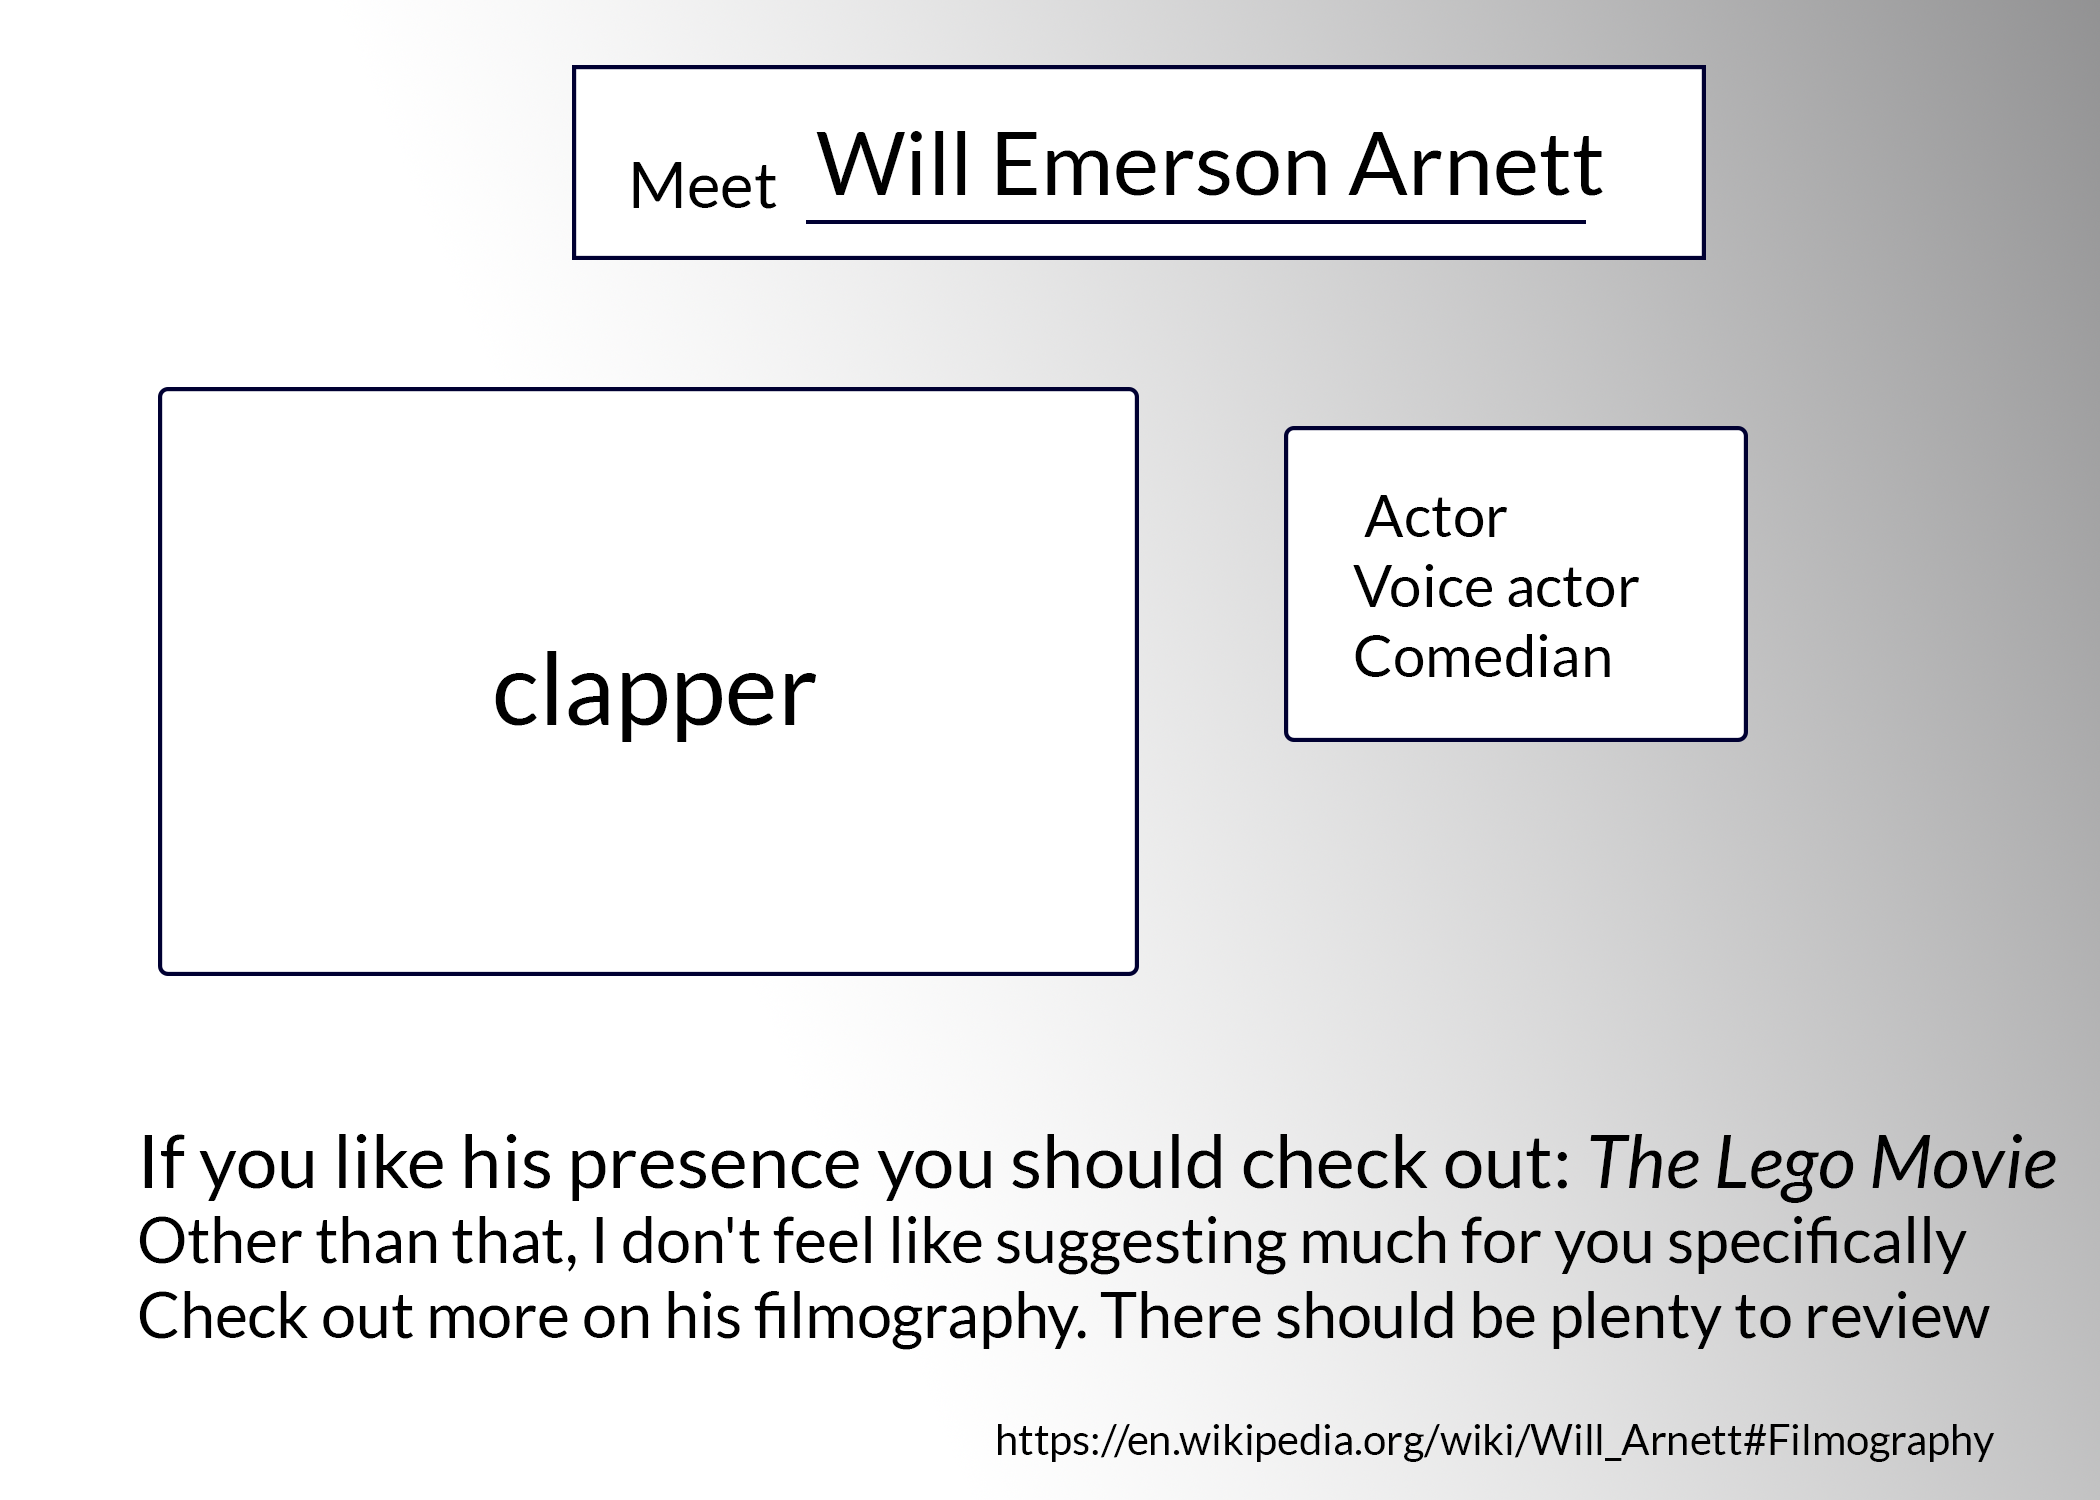 Meet Will Emerson Arnett
clapper
Actor
Voice actor
Comedian
If you like his presence you should check out: The Lego Movie
Other than that, I don't feel like suggesting much for you specifically
Check out more on his filmography. There should be plenty to review
https://en.wikipedia.org/wiki/Will_Arnett#Filmography